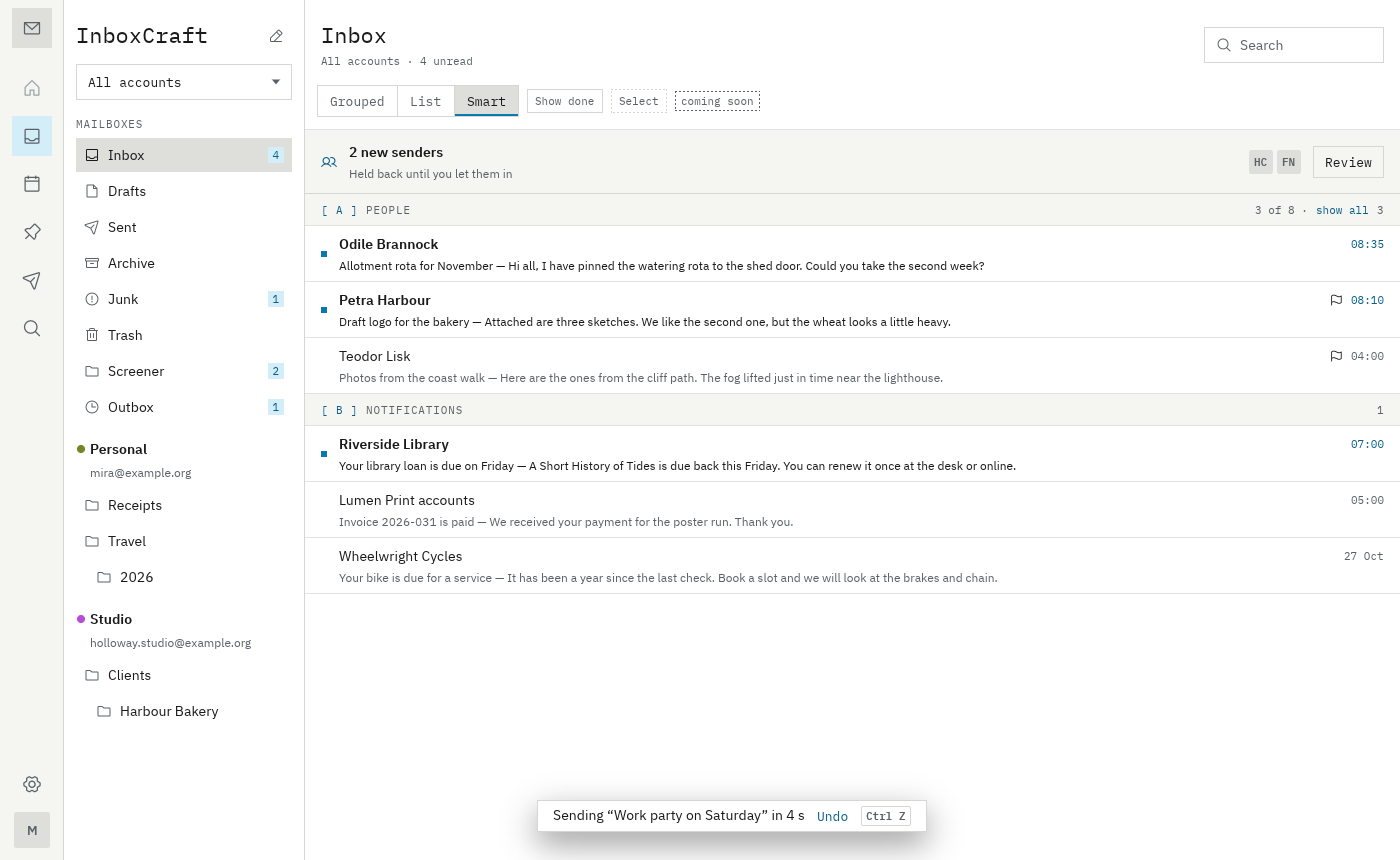 InboxCraft
All accounts
MAILBOXES
Inbox 4
Drafts
Sent
Archive
Junk 1
Trash
Screener 2
Outbox 1
Personal
mira@example.org
Receipts
Travel
2026
Studio
holloway.studio@example.org
Clients
Harbour Bakery
M
Inbox
All accounts · 4 unread
Search
Grouped List Smart Show done Select coming soon
2 new senders
Held back until you let them in
HC FN Review
[ A ] PEOPLE 3 of 8 · show all 3
Odile Brannock 08:35
Allotment rota for November — Hi all, I have pinned the watering rota to the shed door. Could you take the second week?
Petra Harbour 08:10
Draft logo for the bakery — Attached are three sketches. We like the second one, but the wheat looks a little heavy.
Teodor Lisk 04:00
Photos from the coast walk — Here are the ones from the cliff path. The fog lifted just in time near the lighthouse.
[ B ] NOTIFICATIONS 1
Riverside Library 07:00
Your library loan is due on Friday — A Short History of Tides is due back this Friday. You can renew it once at the desk or online.
Lumen Print accounts 05:00
Invoice 2026-031 is paid — We received your payment for the poster run. Thank you.
Wheelwright Cycles 27 Oct
Your bike is due for a service — It has been a year since the last check. Book a slot and we will look at the brakes and chain.
Sending “Work party on Saturday” in 4 s Undo Ctrl Z